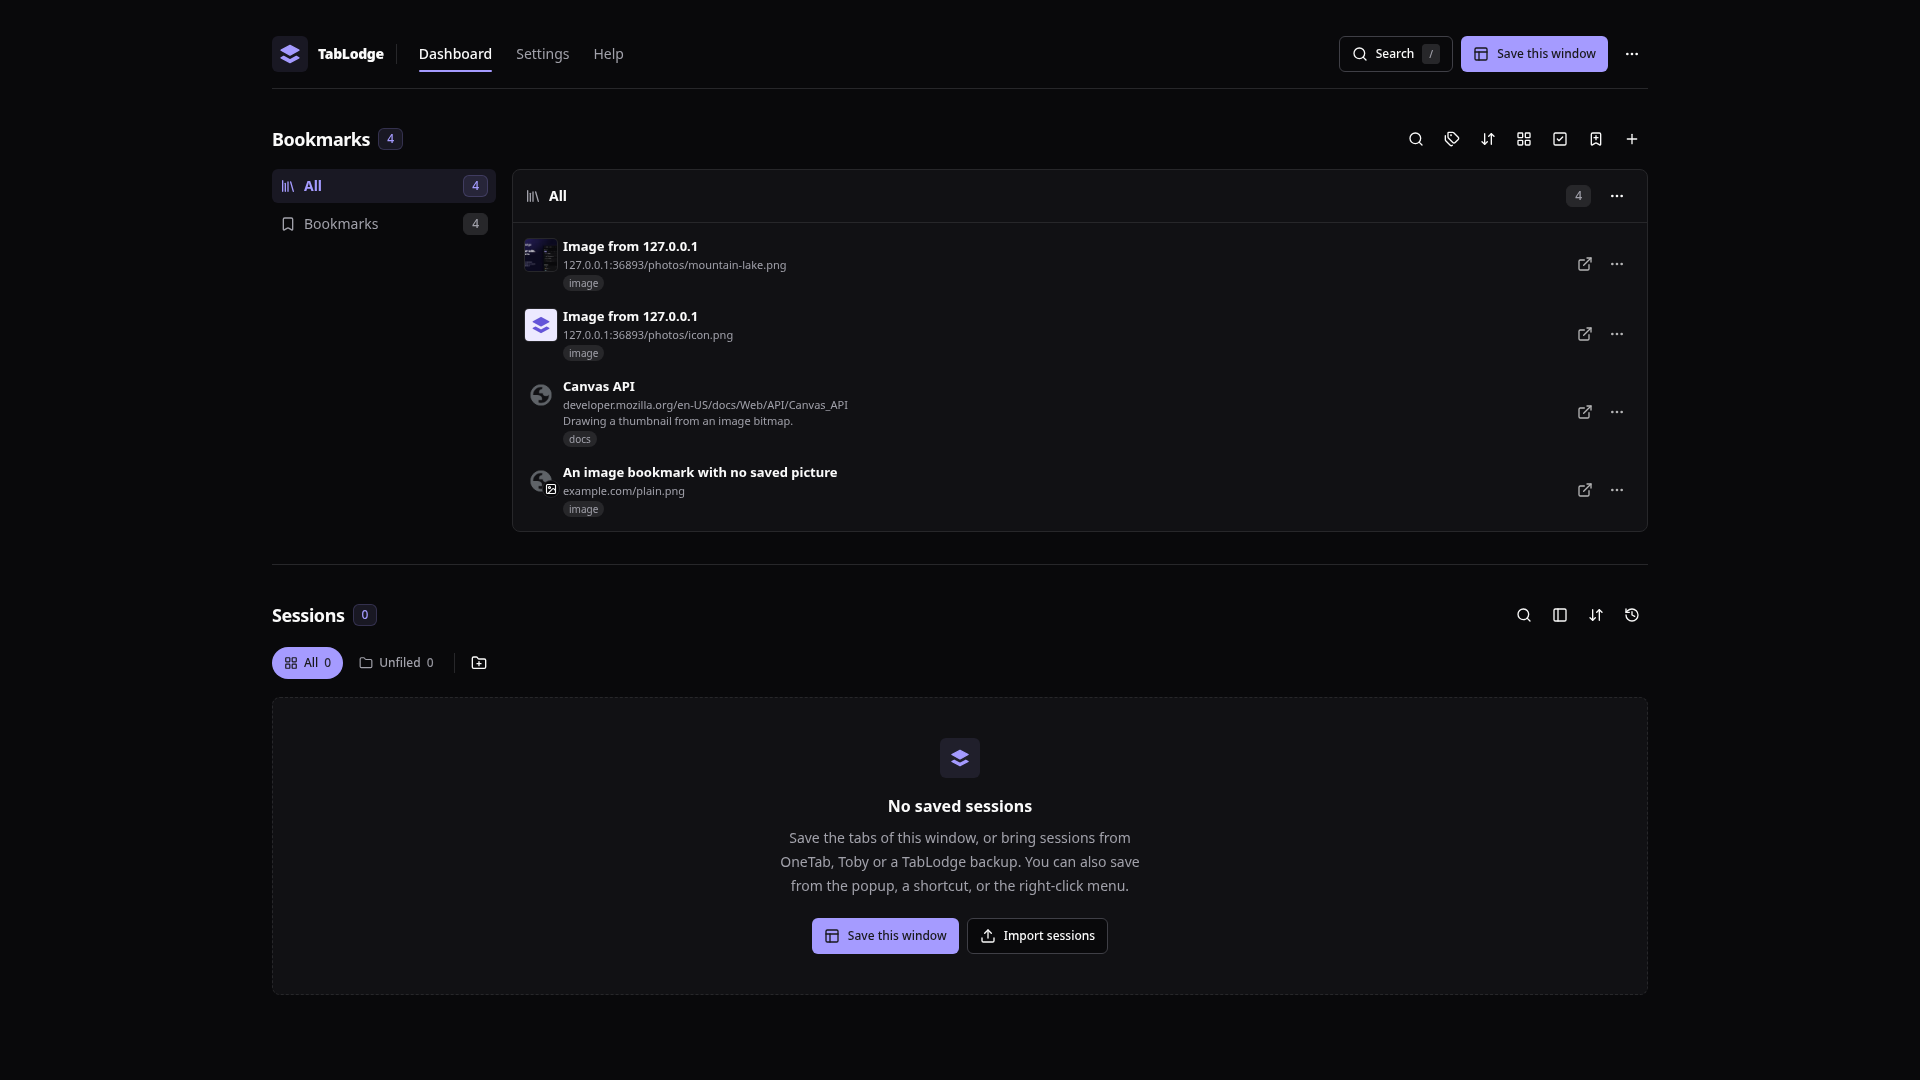 TabLodge
Dashboard
Settings
Help
Search /
Save this window
Bookmarks 4
All 4
Bookmarks 4
All 4
Image from 127.0.0.1
127.0.0.1:36893/photos/mountain-lake.png
image
Image from 127.0.0.1
127.0.0.1:36893/photos/icon.png
image
Canvas API
developer.mozilla.org/en-US/docs/Web/API/Canvas_API
Drawing a thumbnail from an image bitmap.
docs
An image bookmark with no saved picture
example.com/plain.png
image
Sessions 0
All 0
Unfiled 0
No saved sessions
Save the tabs of this window, or bring sessions from
OneTab, Toby or a TabLodge backup. You can also save
from the popup, a shortcut, or the right-click menu.
Save this window
Import sessions